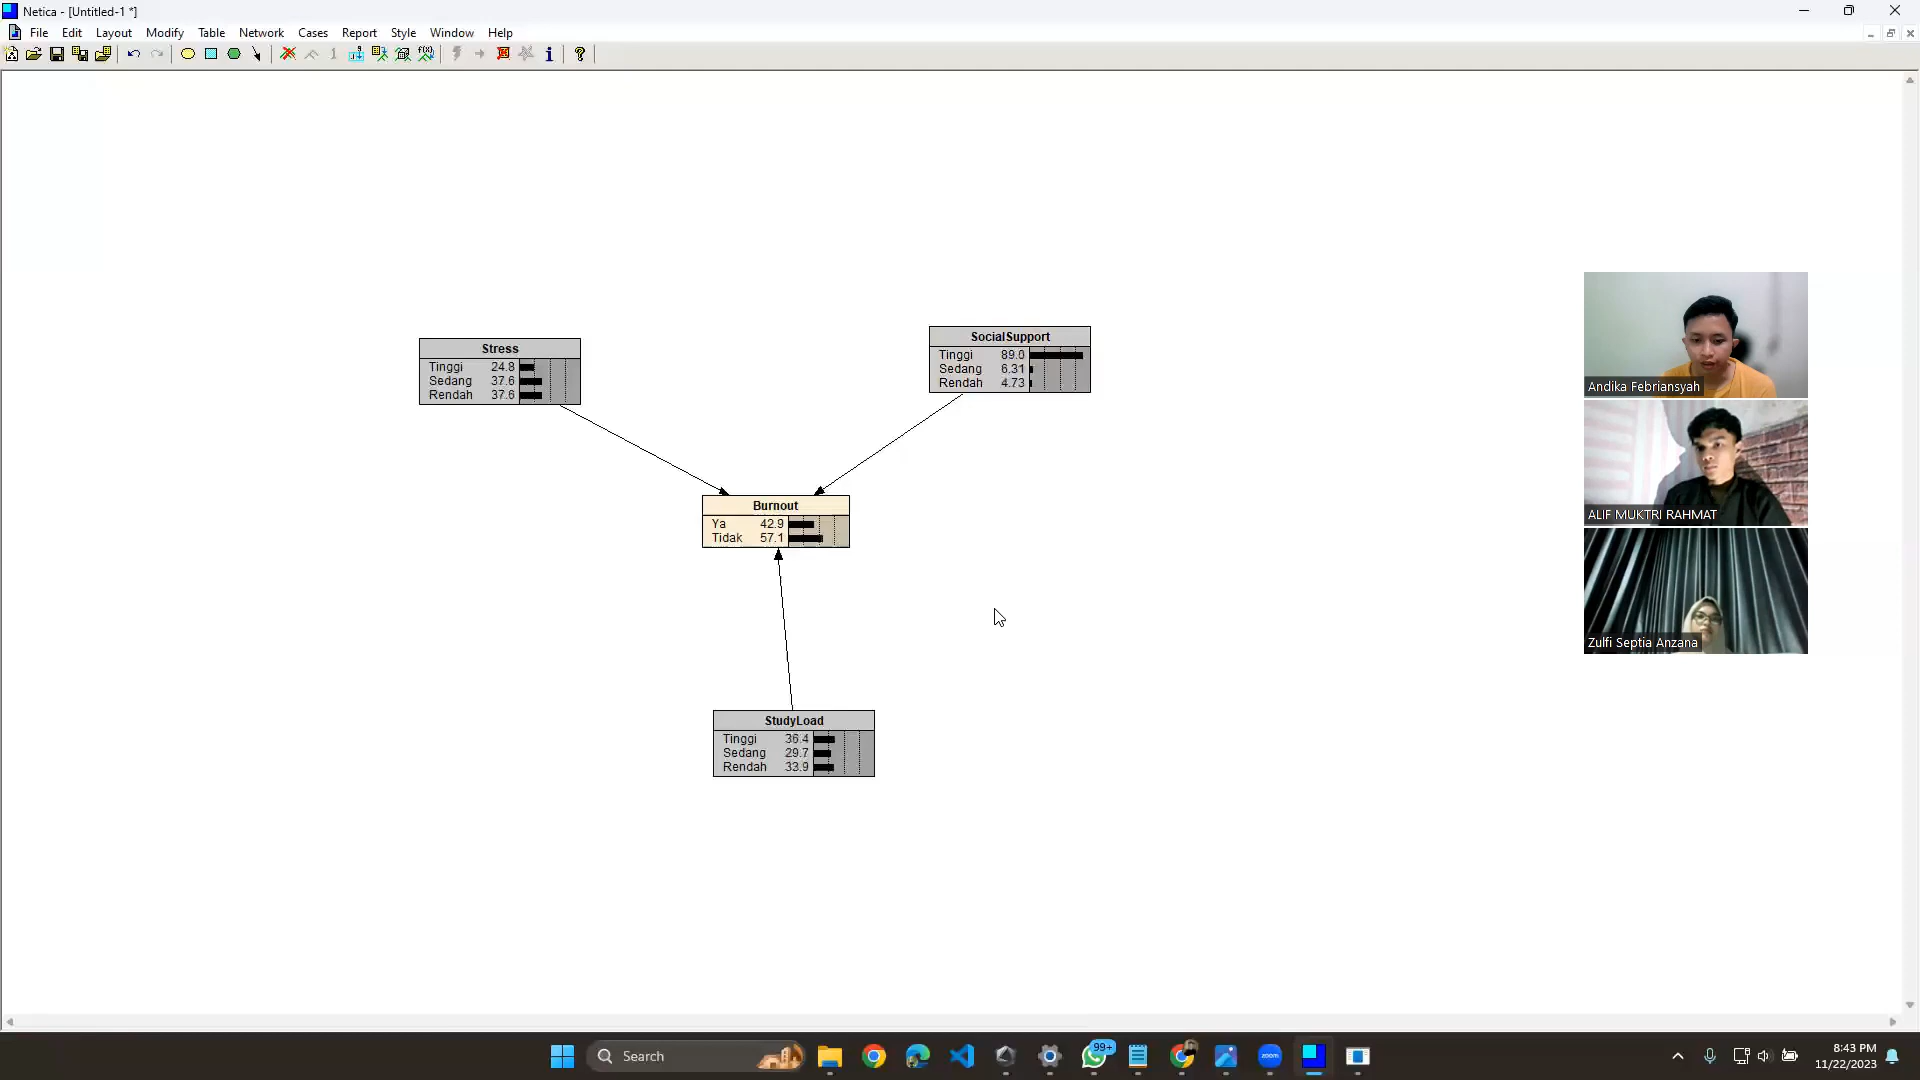 Netica - [Untitled-1 *]
File Edit Layout Modify Table Network Cases Report Style Window Help
Stress
Tinggi 24.8
Sedang 37.6
Rendah 37.6
SocialSupport
Tinggi 89.0
Sedang 6.31
Rendah 4.73
Burnout
Ya 42.9
Tidak 57.1
StudyLoad
Tinggi 36.4
Sedang 29.7
Rendah 33.9
Andika Febriansyah
ALIF MUKTRI RAHMAT
Zulfi Septia Anzana
Search
99+
zoom
8:43 PM
11/22/2023